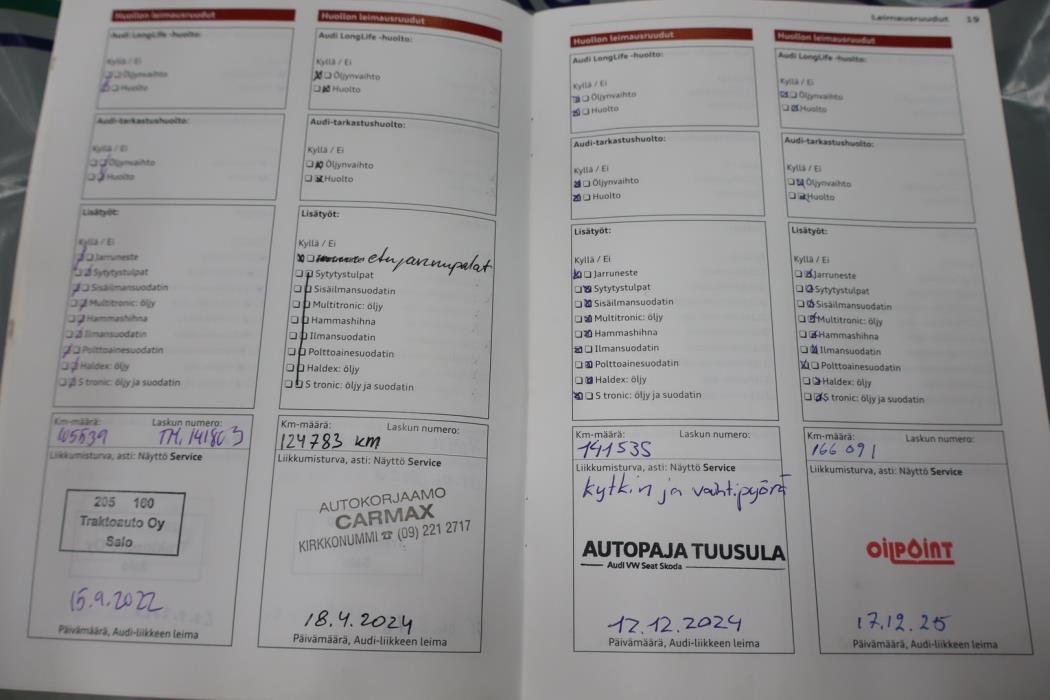 Leimausruudut 19
Huollon leimausruudut
Audi LongLife -huolto:
Kyllä / Ei
Öljynvaihto
Huolto
Audi-tarkastushuolto:
Kyllä / Ei
Öljynvaihto
Huolto
Lisätyöt:
Kyllä / Ei
Jarruneste
Sytytystulpat
Sisäilmansuodatin
Multitronic: öljy
Hammashihna
Ilmansuodatin
Polttoainesuodatin
Haldex: öljy
S tronic: öljy ja suodatin
Km-määrä: Laskun numero:
Liikkumisturva, asti: Näyttö Service
205 160
Traktoauto Oy
Salo
15.9.2022
Päivämäärä, Audi-liikkeen leima
Huollon leimausruudut
Audi LongLife -huolto:
Kyllä / Ei
Öljynvaihto
Huolto
Audi-tarkastushuolto:
Kyllä / Ei
Öljynvaihto
Huolto
Lisätyöt:
Kyllä / Ei
etujarrupalat
Sytytystulpat
Sisäilmansuodatin
Multitronic: öljy
Hammashihna
Ilmansuodatin
Polttoainesuodatin
Haldex: öljy
S tronic: öljy ja suodatin
Km-määrä: Laskun numero:
124783 km
Liikkumisturva, asti: Näyttö Service
AUTOKORJAAMO
CARMAX
KIRKKONUMMI ☎ (09) 221 2717
18.4.2024
Päivämäärä, Audi-liikkeen leima
Huollon leimausruudut
Audi LongLife -huolto:
Kyllä / Ei
Öljynvaihto
Huolto
Audi-tarkastushuolto:
Kyllä / Ei
Öljynvaihto
Huolto
Lisätyöt:
Kyllä / Ei
Jarruneste
Sytytystulpat
Sisäilmansuodatin
Multitronic: öljy
Hammashihna
Ilmansuodatin
Polttoainesuodatin
Haldex: öljy
S tronic: öljy ja suodatin
Km-määrä: Laskun numero:
141535
Liikkumisturva, asti: Näyttö Service
kytkin ja vauhtipyörä
AUTOPAJA TUUSULA
Audi VW Seat Skoda
12.12.2024
Päivämäärä, Audi-liikkeen leima
Huollon leimausruudut
Audi LongLife -huolto:
Kyllä / Ei
Öljynvaihto
Huolto
Audi-tarkastushuolto:
Kyllä / Ei
Öljynvaihto
Huolto
Lisätyöt:
Kyllä / Ei
Jarruneste
Sytytystulpat
Sisäilmansuodatin
Multitronic: öljy
Hammashihna
Ilmansuodatin
Polttoainesuodatin
Haldex: öljy
S tronic: öljy ja suodatin
Km-määrä: Laskun numero:
166 091
Liikkumisturva, asti: Näyttö Service
OILPOINT
17.12.25
Päivämäärä, Audi-liikkeen leima